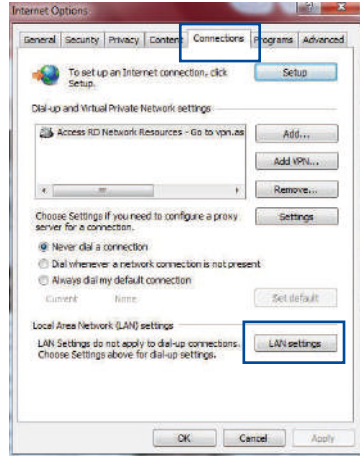 Internet Options
General Security Privacy Content Connections Programs Advanced
To set up an Internet connection, click
Setup.
Setup
Dial-up and Virtual Private Network settings
Access RD Network Resources - Go to vpn.as
Add...
Add VPN...
Remove...
Choose Settings if you need to configure a proxy
server for a connection.
Settings
Never dial a connection
Dial whenever a network connection is not present
Always dial my default connection
Current None
Set default
Local Area Network (LAN) settings
LAN Settings do not apply to dial-up connections.
Choose Settings above for dial-up settings.
LAN settings
OK Cancel Apply